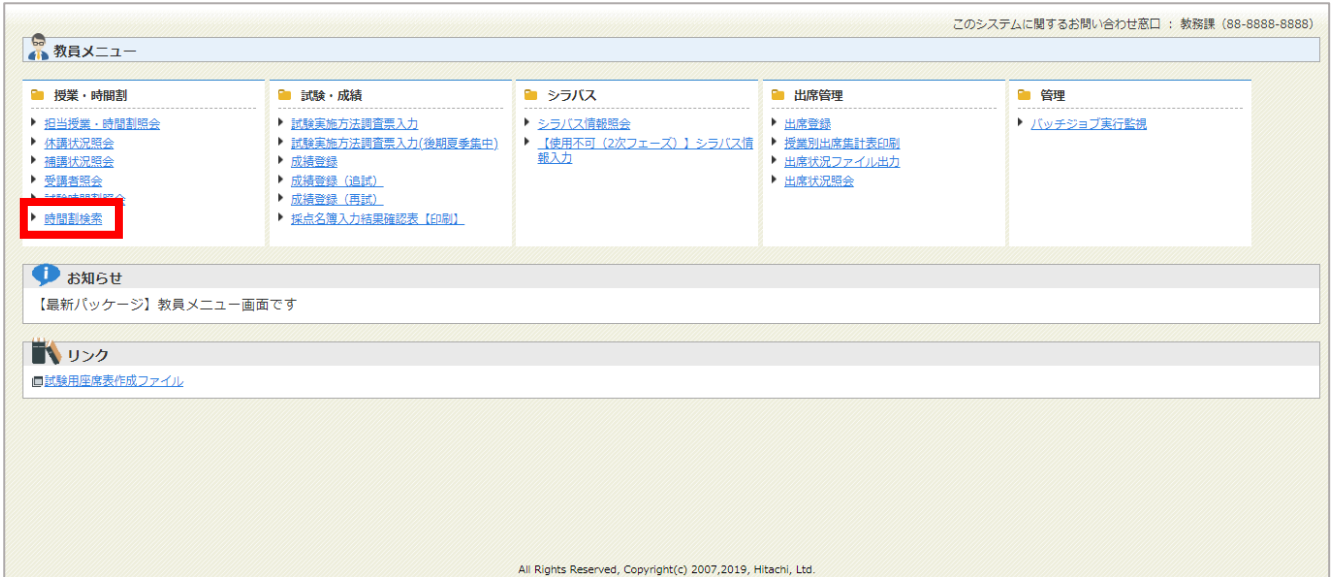 このシステムに関するお問い合わせ窓口 ： 教務課（88-8888-8888）
教員メニュー
授業・時間割
担当授業・時間割照会
休講状況照会
補講状況照会
受講者照会
試験時間割照会
時間割検索
試験・成績
試験実施方法調査票入力
試験実施方法調査票入力(後期夏季集中)
成績登録
成績登録（追試）
成績登録（再試）
採点名簿入力結果確認表【印刷】
シラバス
シラバス情報照会
【使用不可（2次フェーズ）】シラバス情
報入力
出席管理
出席登録
授業別出席集計表印刷
出席状況ファイル出力
出席状況照会
管理
バッチジョブ実行監視
お知らせ
【最新パッケージ】教員メニュー画面です
リンク
試験用座席表作成ファイル
All Rights Reserved, Copyright(c) 2007,2019, Hitachi, Ltd.